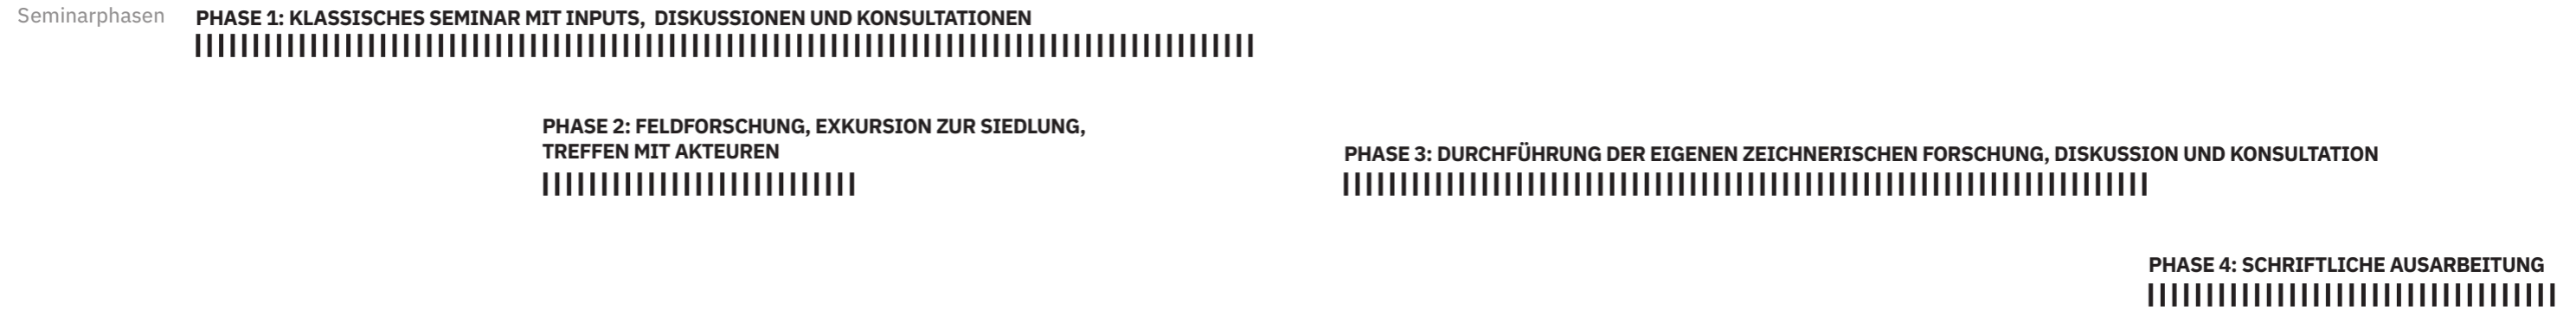 Seminarphasen
PHASE 1: KLASSISCHES SEMINAR MIT INPUTS, DISKUSSIONEN UND KONSULTATIONEN
PHASE 2: FELDFORSCHUNG, EXKURSION ZUR SIEDLUNG,
TREFFEN MIT AKTEUREN
PHASE 3: DURCHFÜHRUNG DER EIGENEN ZEICHNERISCHEN FORSCHUNG, DISKUSSION UND KONSULTATION
PHASE 4: SCHRIFTLICHE AUSARBEITUNG